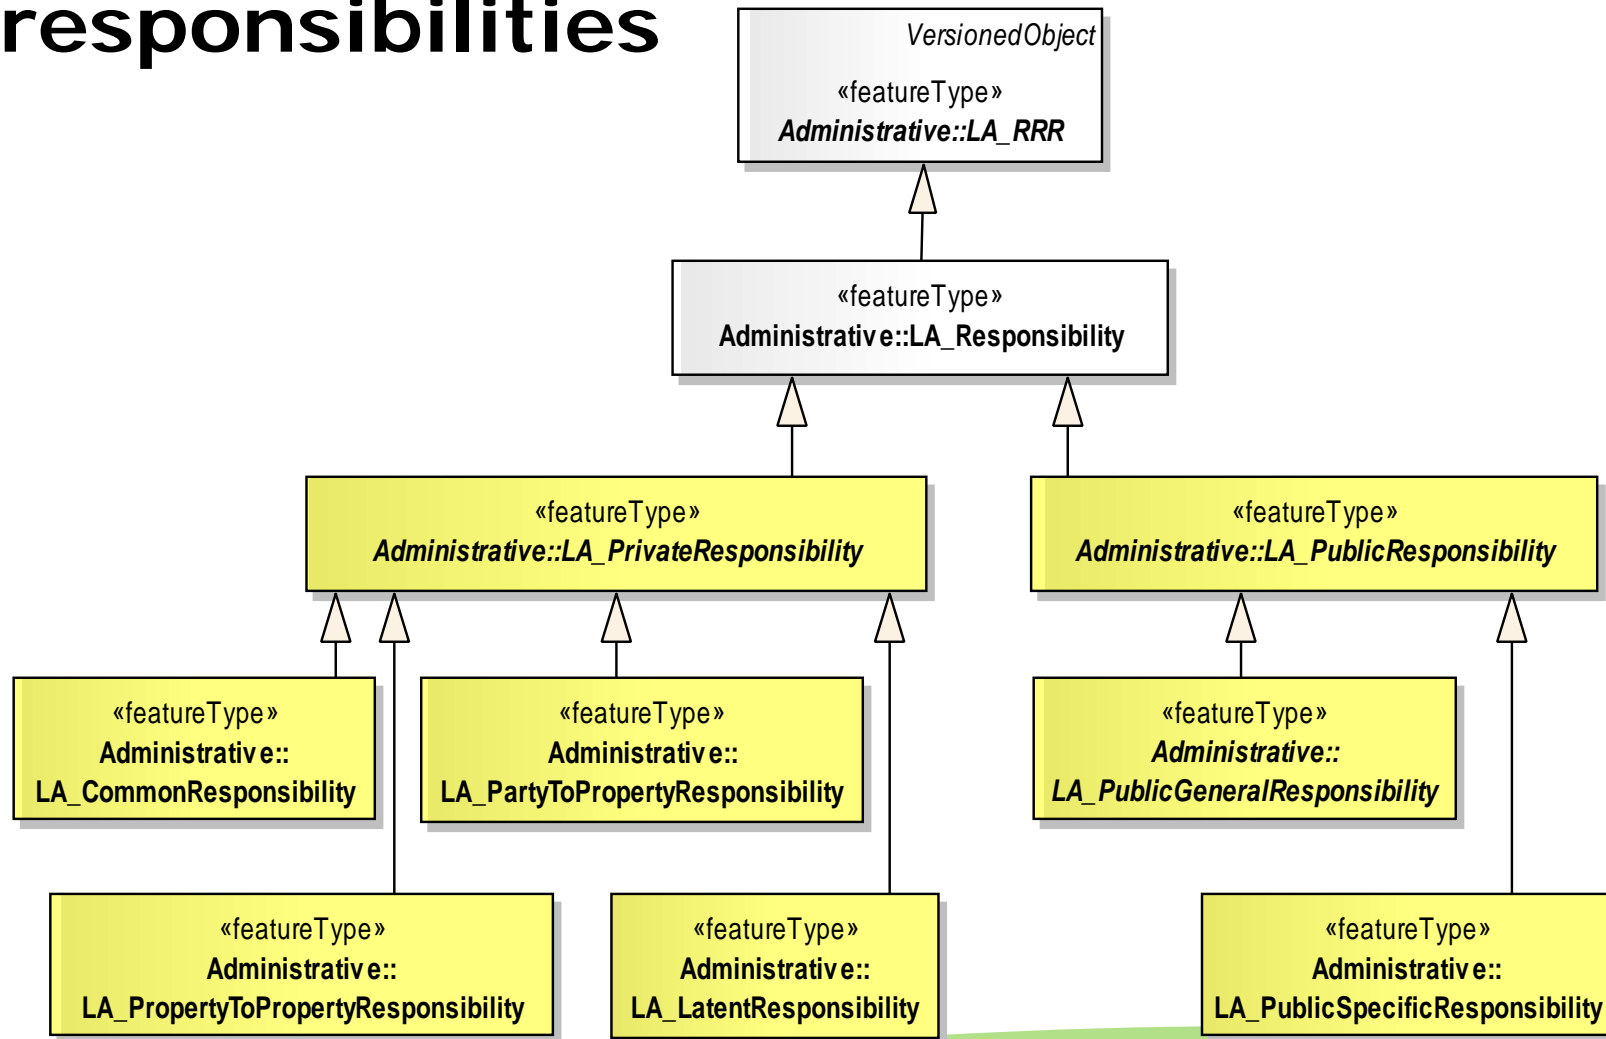 responsibilities
VersionedObject
«featureType»
Administrative::LA_RRR
«featureType»
Administrative::LA_Responsibility
«featureType»
Administrative::LA_PrivateResponsibility
«featureType»
Administrative::LA_PublicResponsibility
«featureType»
Administrative::
LA_CommonResponsibility
«featureType»
Administrative::
LA_PartyToPropertyResponsibility
«featureType»
Administrative::
LA_PublicGeneralResponsibility
«featureType»
Administrative::
LA_PropertyToPropertyResponsibility
«featureType»
Administrative::
LA_LatentResponsibility
«featureType»
Administrative::
LA_PublicSpecificResponsibility